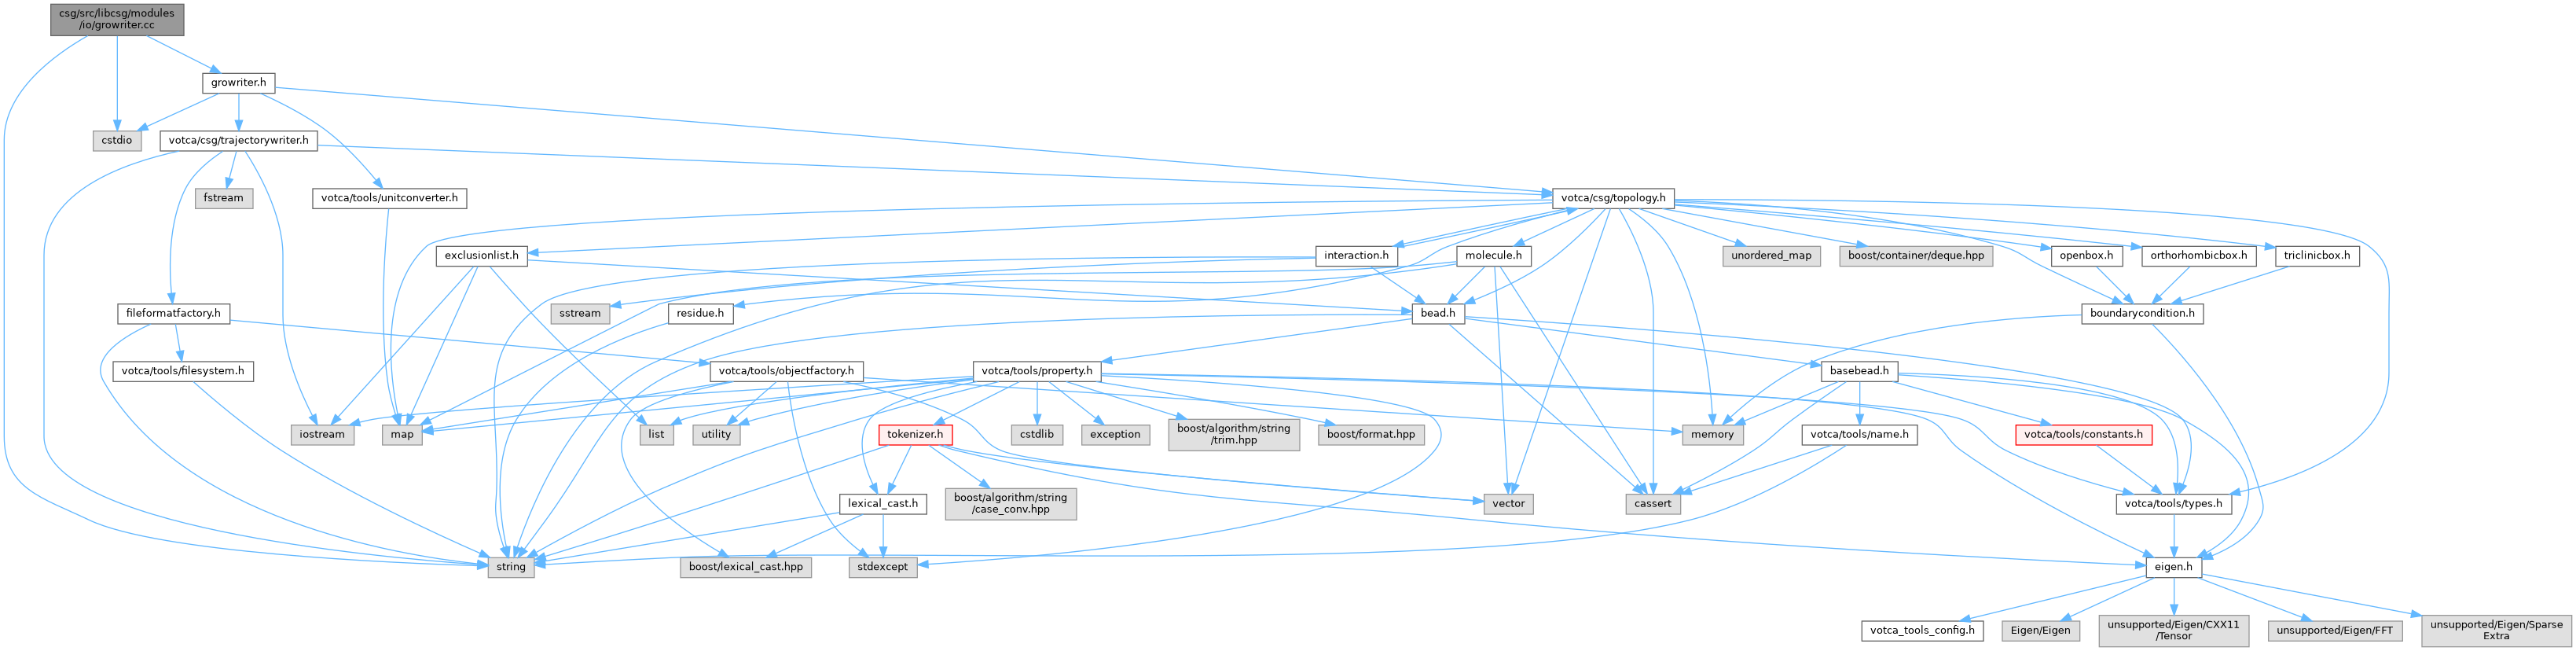 csg/src/libcsg/modules
/io/growriter.cc
growriter.h
cstdio
votca/csg/trajectorywriter.h
fstream
votca/tools/unitconverter.h
votca/csg/topology.h
exclusionlist.h
interaction.h
molecule.h
unordered_map
boost/container/deque.hpp
openbox.h
orthorhombicbox.h
triclinicbox.h
fileformatfactory.h
sstream
residue.h
bead.h
boundarycondition.h
votca/tools/filesystem.h
votca/tools/objectfactory.h
votca/tools/property.h
basebead.h
iostream
map
list
utility
tokenizer.h
cstdlib
exception
boost/algorithm/string
/trim.hpp
boost/format.hpp
memory
votca/tools/name.h
votca/tools/constants.h
lexical_cast.h
boost/algorithm/string
/case_conv.hpp
vector
cassert
votca/tools/types.h
string
boost/lexical_cast.hpp
stdexcept
eigen.h
votca_tools_config.h
Eigen/Eigen
unsupported/Eigen/CXX11
/Tensor
unsupported/Eigen/FFT
unsupported/Eigen/Sparse
Extra